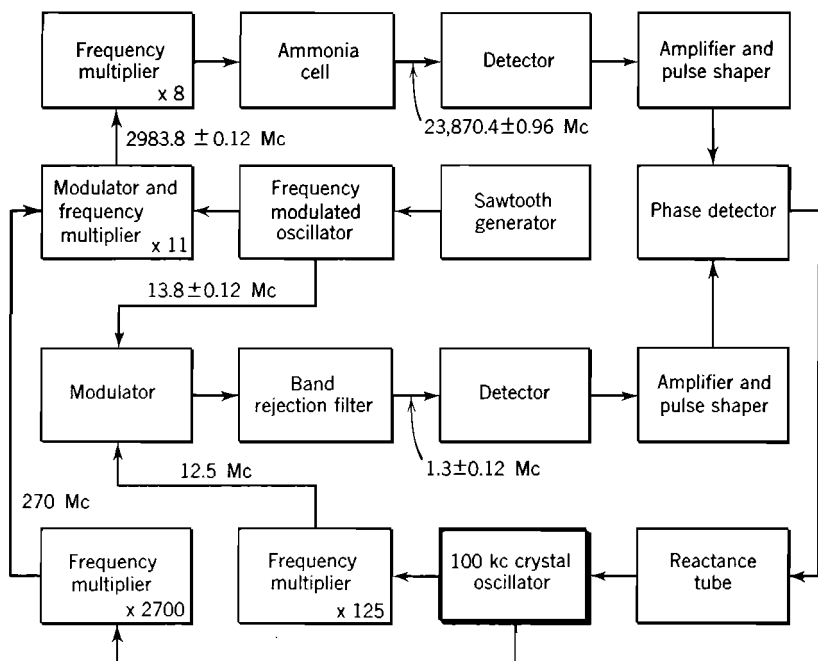 Frequency
multiplier
x 8
Ammonia
cell
Detector
Amplifier and
pulse shaper
2983.8 ±0.12 Mc
23,870.4±0.96 Mc
Modulator and
frequency
multiplier
x 11
Frequency
modulated
oscillator
Sawtooth
generator
Phase detector
13.8±0.12 Mc
Modulator
Band
rejection filter
Detector
Amplifier and
pulse shaper
1.3±0.12 Mc
12.5 Mc
270 Mc
Frequency
multiplier
x 2700
Frequency
multiplier
x 125
100 kc crystal
oscillator
Reactance
tube